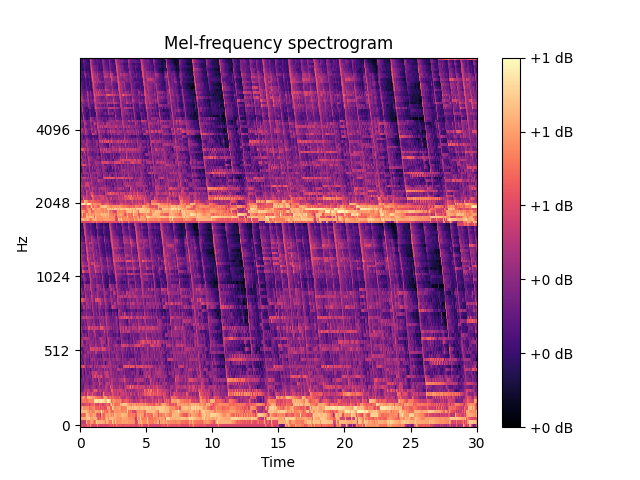 Mel-frequency spectrogram
4096
2048
1024
512
0
Hz
0
5
10
15
20
25
30
Time
+1 dB
+1 dB
+1 dB
+0 dB
+0 dB
+0 dB